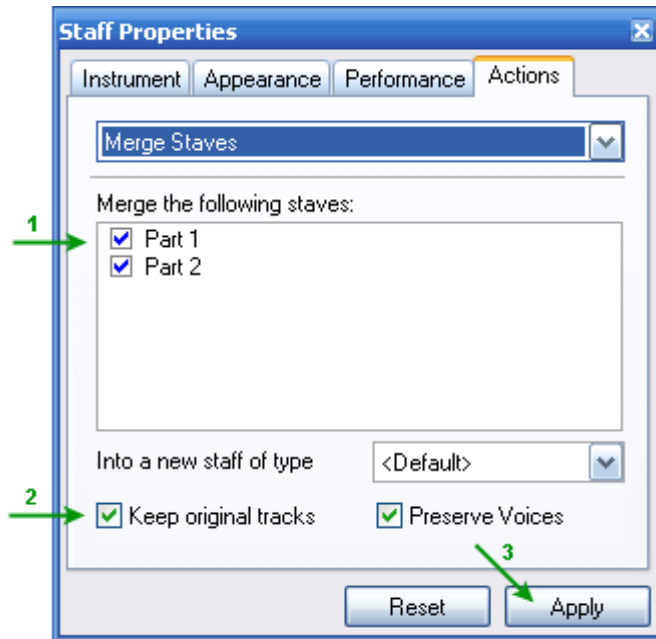 Staff Properties
Instrument Appearance Performance Actions
Merge Staves
Merge the following staves:
1
Part 1
Part 2
Into a new staff of type <Default>
2
Keep original tracks Preserve Voices
3
Reset Apply